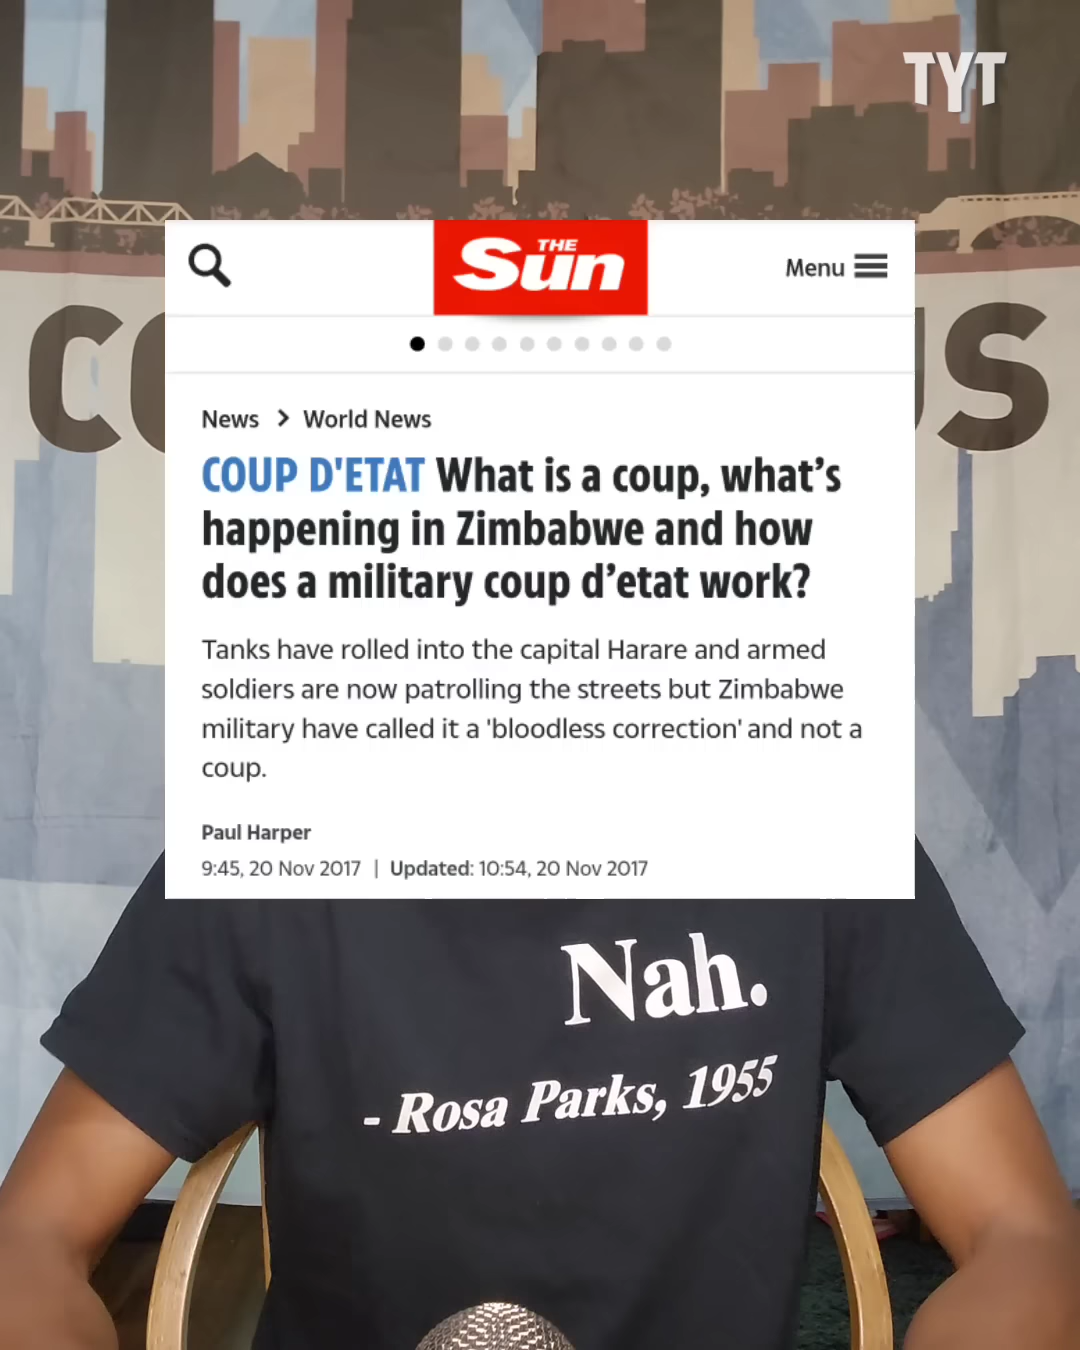 TYT
THE
Sun
Menu
CO
US
News > World News
COUP D'ETAT What is a coup, what's
happening in Zimbabwe and how
does a military coup d'etat work?
Tanks have rolled into the capital Harare and armed
soldiers are now patrolling the streets but Zimbabwe
military have called it a 'bloodless correction' and not a
coup.
Paul Harper
9:45, 20 Nov 2017 | Updated: 10:54, 20 Nov 2017
Nah.
- Rosa Parks, 1955